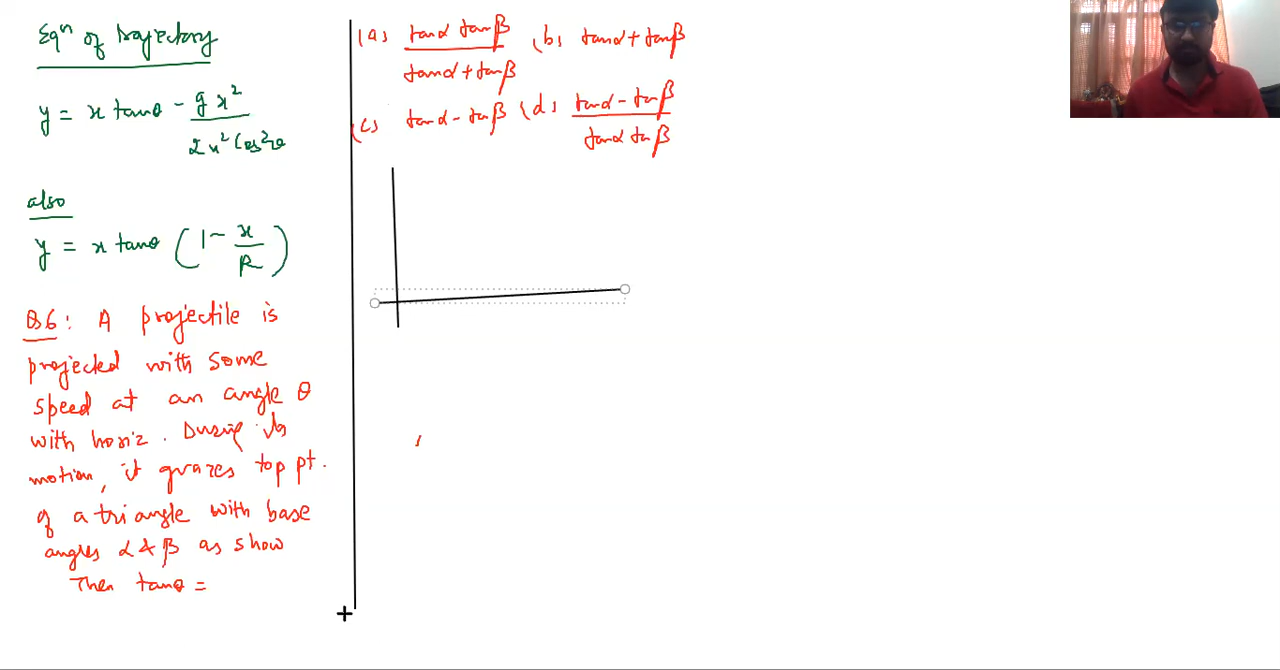 Eqⁿ of trajectory
y = x tanθ - gx²
2u²Cos²θ
also
y = x tanθ (1 - x
R)
Q6: A projectile is
projected with some
speed at an angle θ
with horiz. During its
motion, it grazes top pt.
of a triangle with base
angles α & β as show
Then tanθ =
(a) tanα tanβ
tanα + tanβ
(b) tanα + tanβ
(c) tanα - tanβ
(d) tanα - tanβ
tanα tanβ